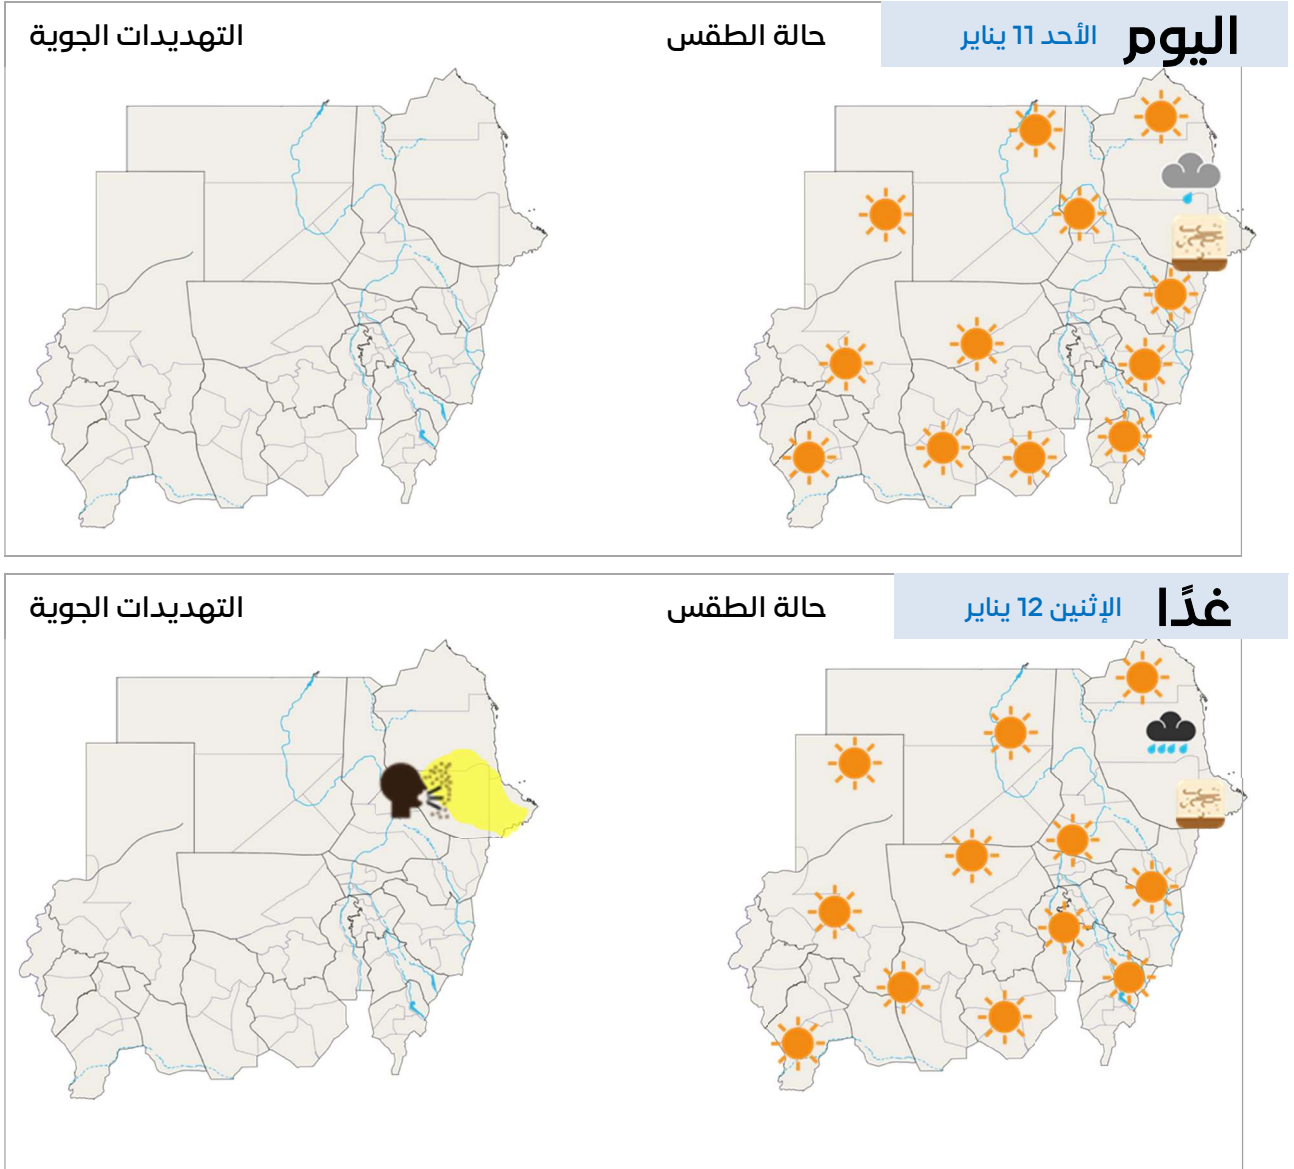 اليوم الأحد 11 يناير
حالة الطقس
التهديدات الجوية
غدًا الإثنين 12 يناير
حالة الطقس
التهديدات الجوية